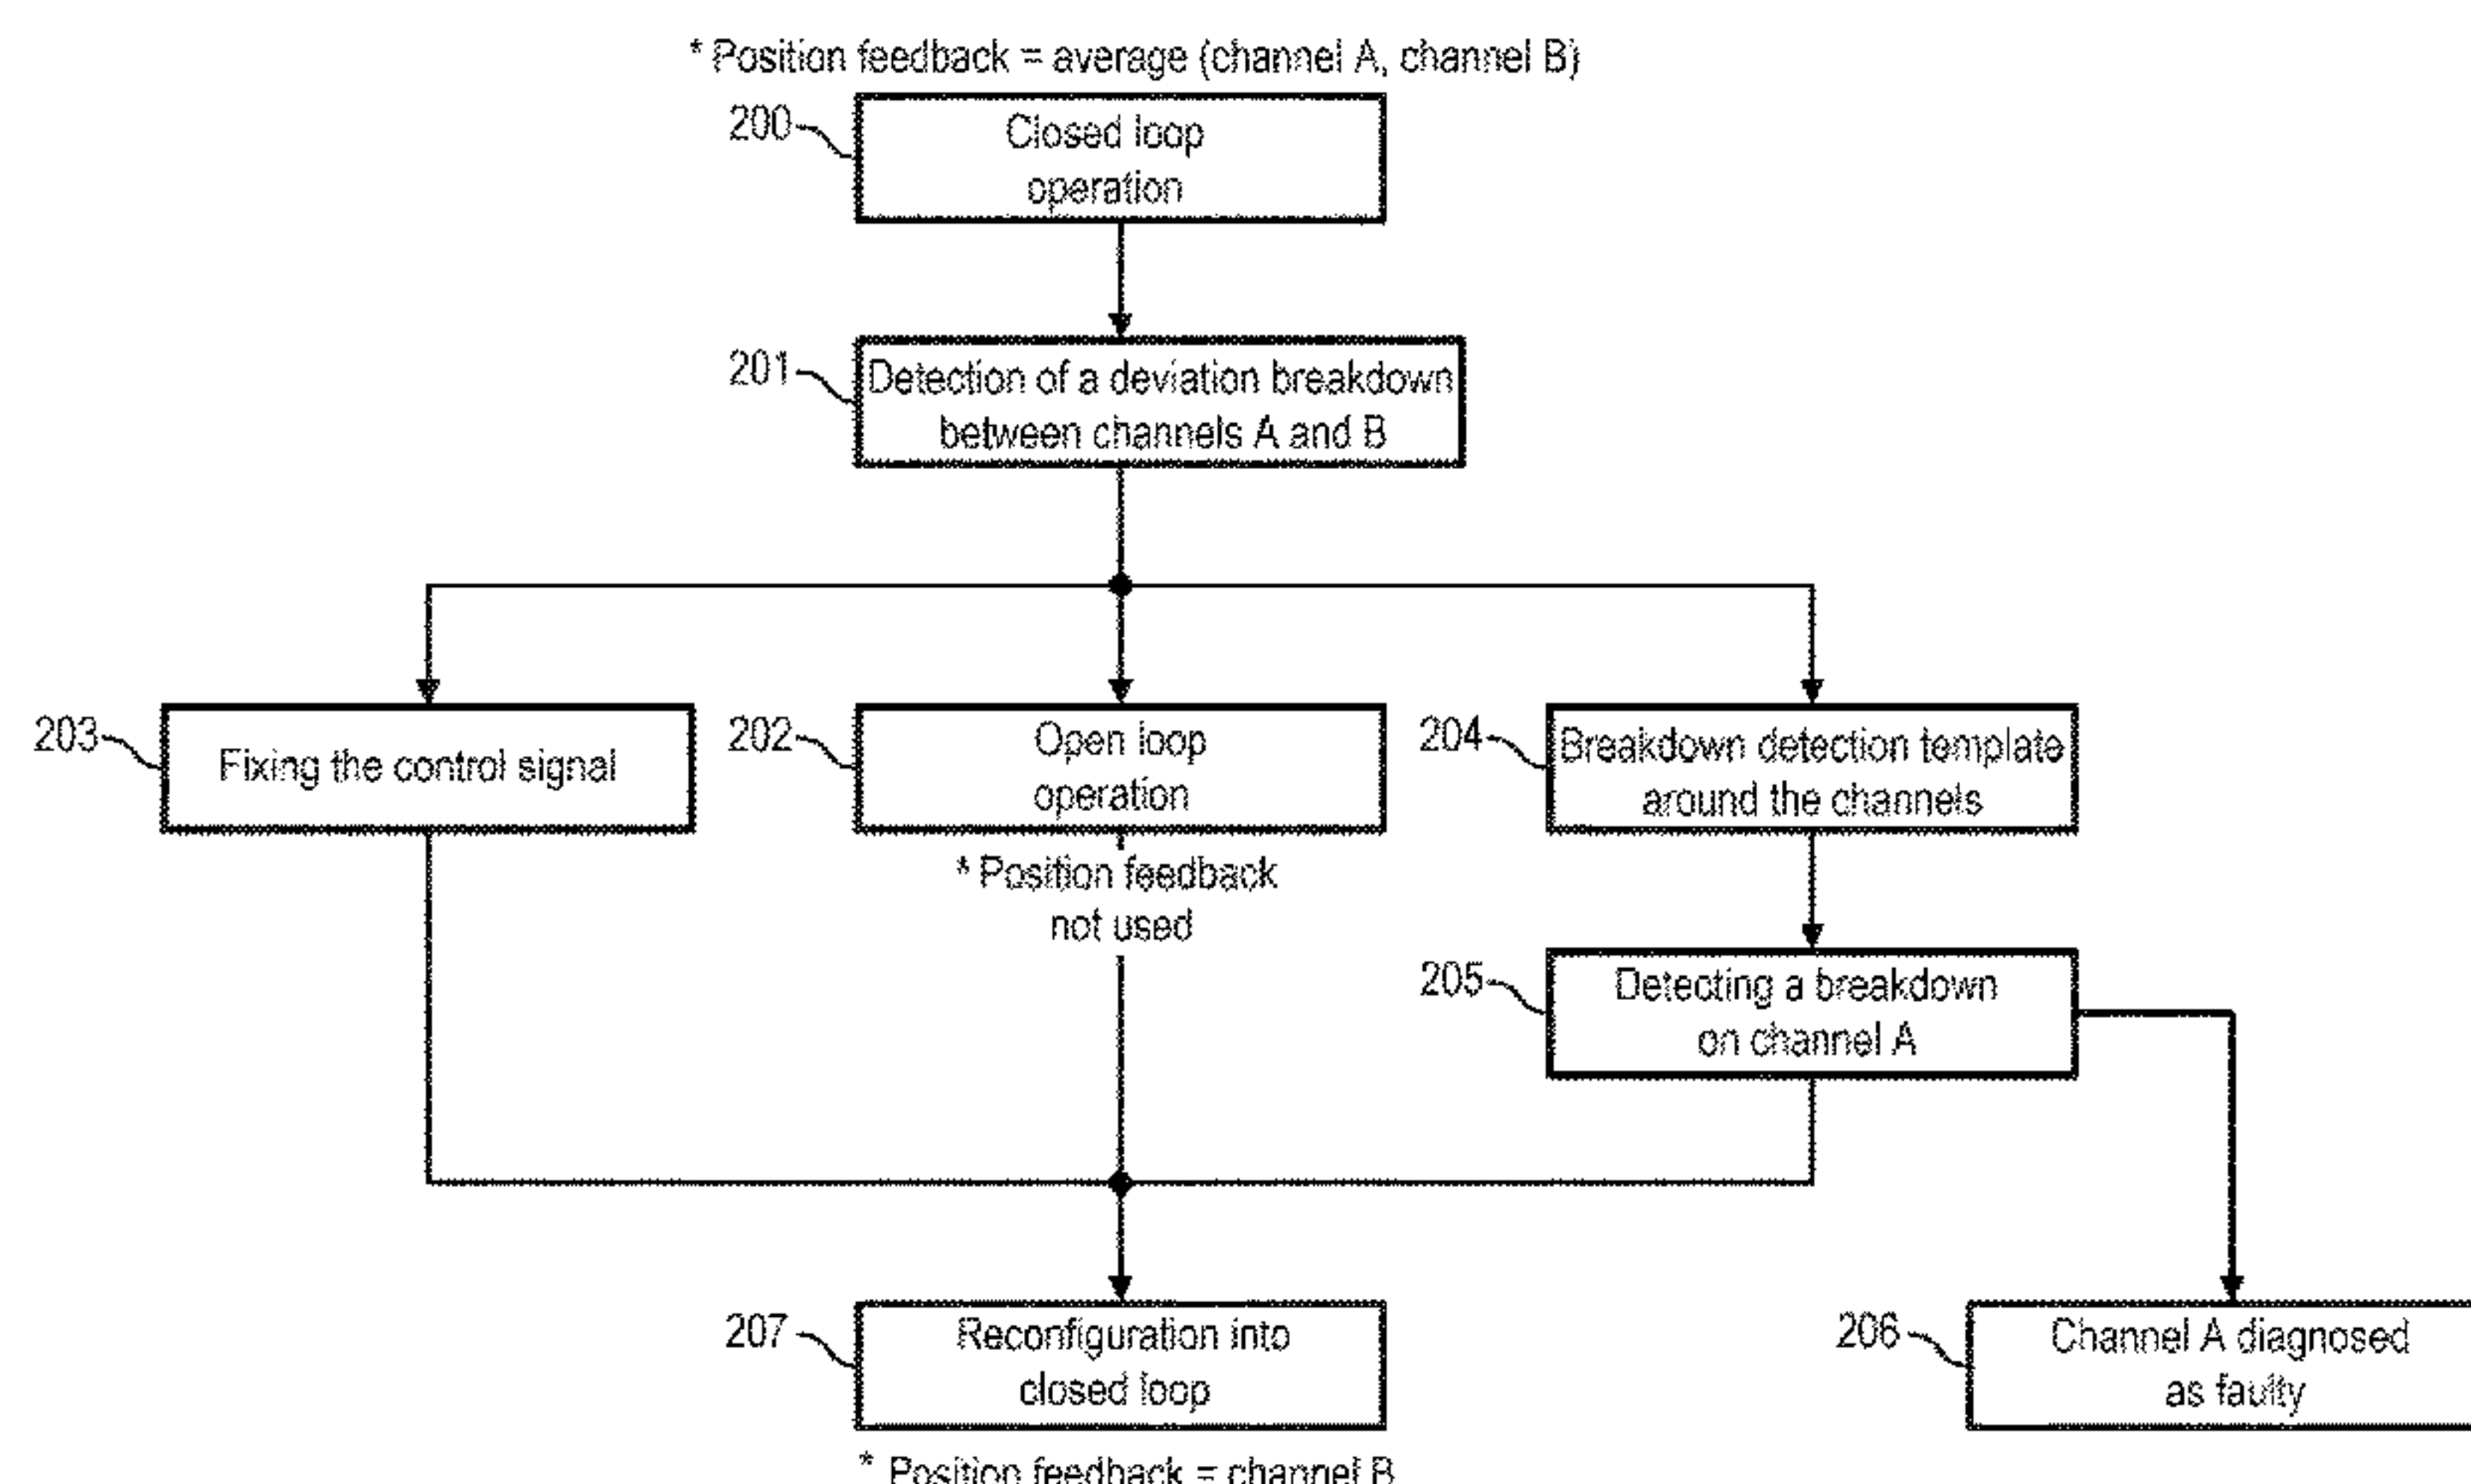 * Position feedback = average (channel A, channel B)
200
Closed loop
operation
201
Detection of a deviation breakdown
between channels A and B
203
Fixing the control signal
202
Open loop
operation
204
Breakdown detection template
around the channels
* Position feedback
not used
205
Detecting a breakdown
on channel A
207
Reconfiguration into
closed loop
206
Channel A diagnosed
as faulty
* Position feedback = channel B